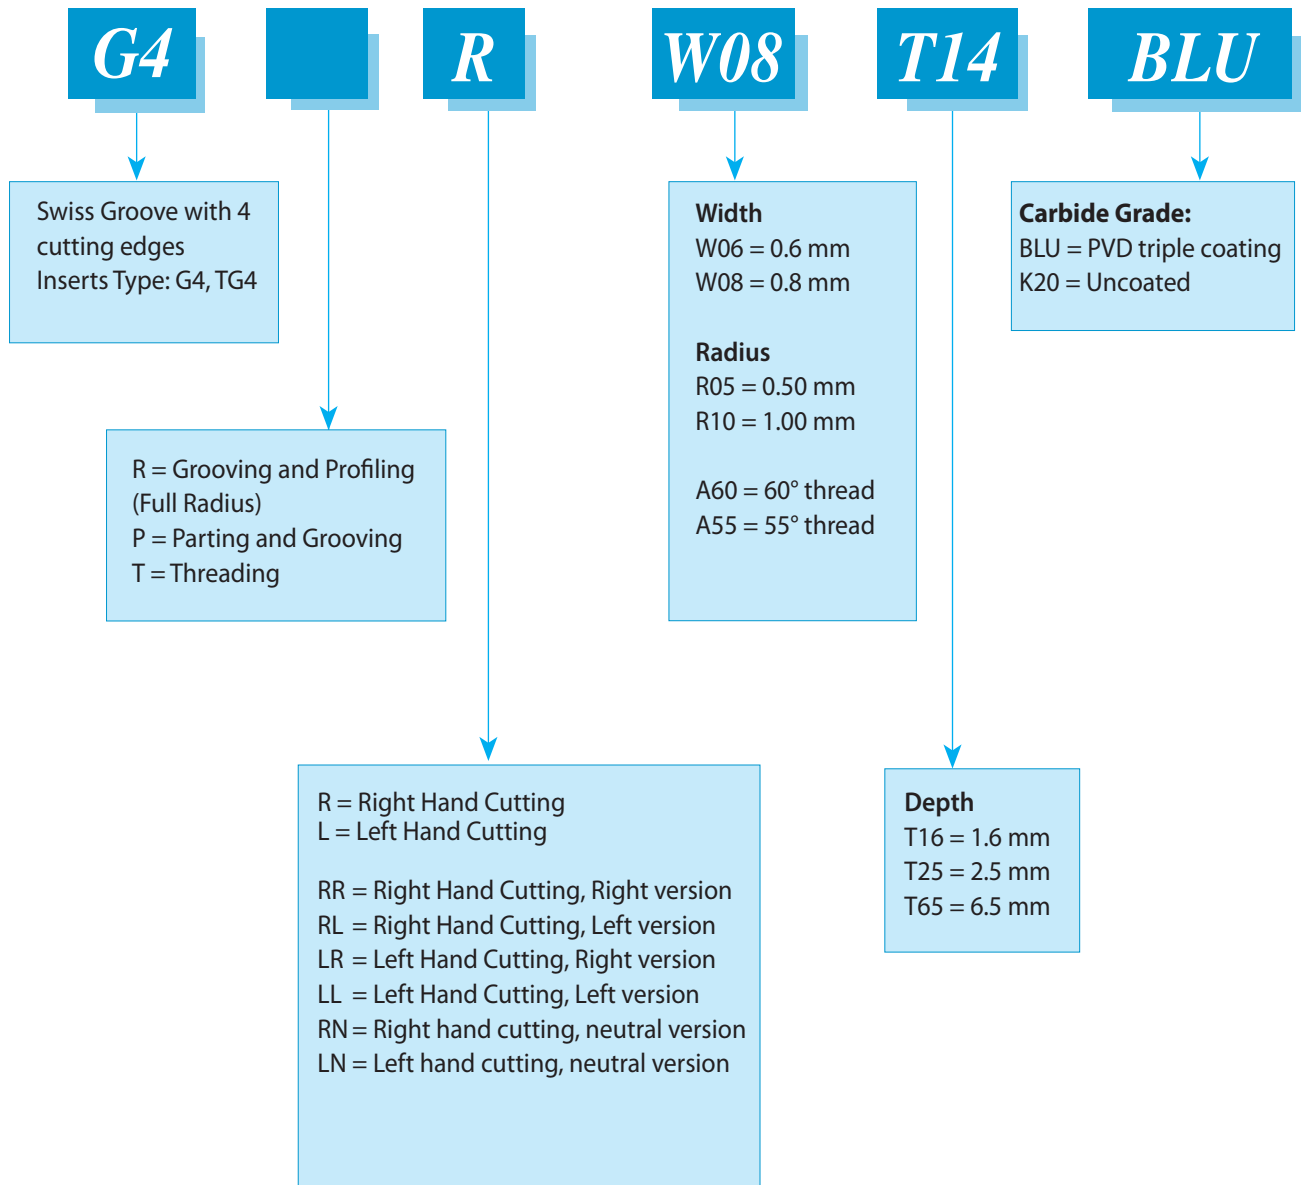 G4 R W08 T14 BLU
Swiss Groove with 4
cutting edges
Inserts Type: G4, TG4
R = Grooving and Profiling
(Full Radius)
P = Parting and Grooving
T = Threading
R = Right Hand Cutting
L = Left Hand Cutting
RR = Right Hand Cutting, Right version
RL = Right Hand Cutting, Left version
LR = Left Hand Cutting, Right version
LL = Left Hand Cutting, Left version
RN = Right hand cutting, neutral version
LN = Left hand cutting, neutral version
Width
W06 = 0.6 mm
W08 = 0.8 mm
Radius
R05 = 0.50 mm
R10 = 1.00 mm
A60 = 60° thread
A55 = 55° thread
Depth
T16 = 1.6 mm
T25 = 2.5 mm
T65 = 6.5 mm
Carbide Grade:
BLU = PVD triple coating
K20 = Uncoated